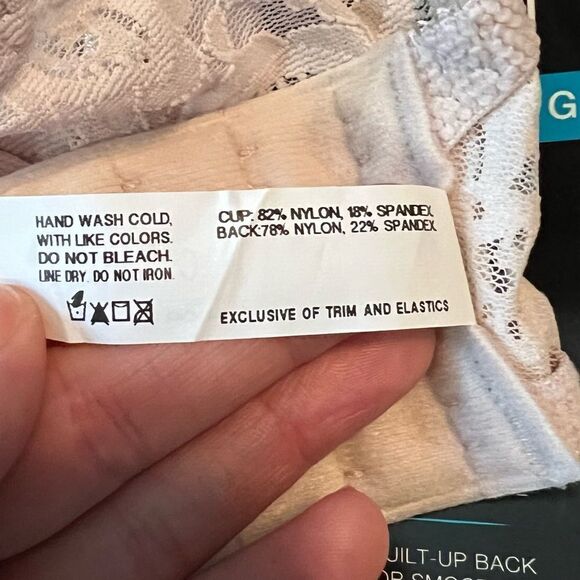 G
HAND WASH COLD,
WITH LIKE COLORS.
DO NOT BLEACH.
LINE DRY. DO NOT IRON.
CUP: 82% NYLON, 18% SPANDEX,
BACK:78% NYLON, 22% SPANDEX
EXCLUSIVE OF TRIM AND ELASTICS
UILT-UP BACK